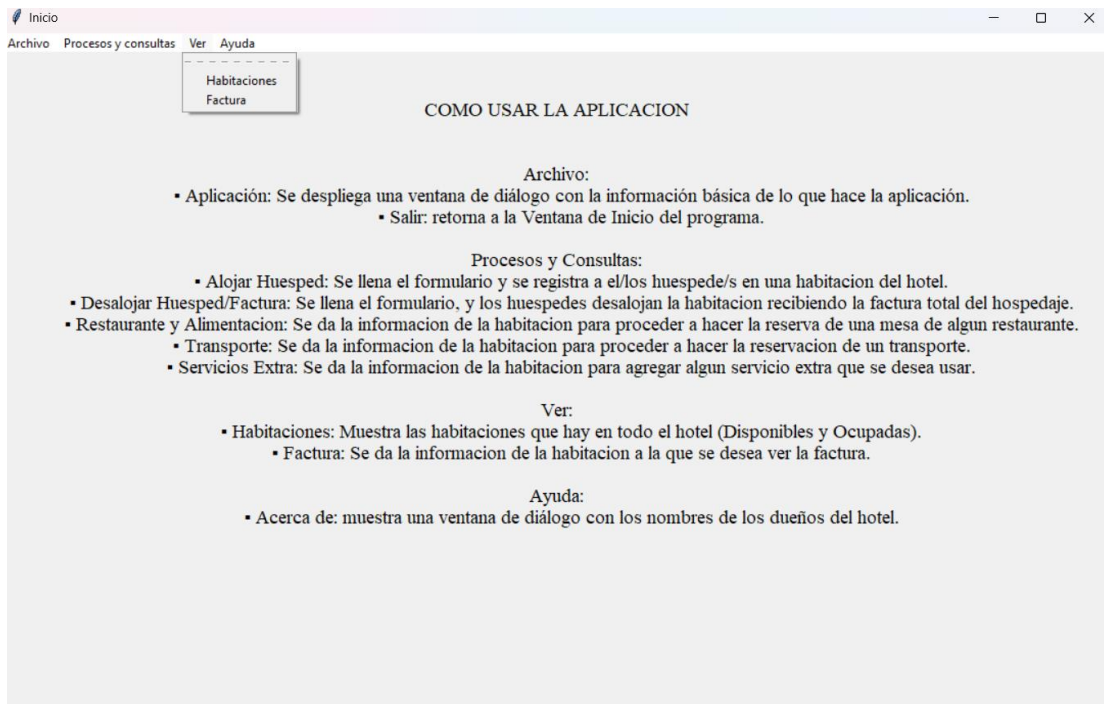 Inicio
Archivo Procesos y consultas Ver Ayuda
Habitaciones
Factura
COMO USAR LA APLICACION
Archivo:
▪ Aplicación: Se despliega una ventana de diálogo con la información básica de lo que hace la aplicación.
▪ Salir: retorna a la Ventana de Inicio del programa.
Procesos y Consultas:
▪ Alojar Huesped: Se llena el formulario y se registra a el/los huespede/s en una habitacion del hotel.
▪ Desalojar Huesped/Factura: Se llena el formulario, y los huespedes desalojan la habitacion recibiendo la factura total del hospedaje.
▪ Restaurante y Alimentacion: Se da la informacion de la habitacion para proceder a hacer la reserva de una mesa de algun restaurante.
▪ Transporte: Se da la informacion de la habitacion para proceder a hacer la reservacion de un transporte.
▪ Servicios Extra: Se da la informacion de la habitacion para agregar algun servicio extra que se desea usar.
Ver:
▪ Habitaciones: Muestra las habitaciones que hay en todo el hotel (Disponibles y Ocupadas).
▪ Factura: Se da la informacion de la habitacion a la que se desea ver la factura.
Ayuda:
▪ Acerca de: muestra una ventana de diálogo con los nombres de los dueños del hotel.